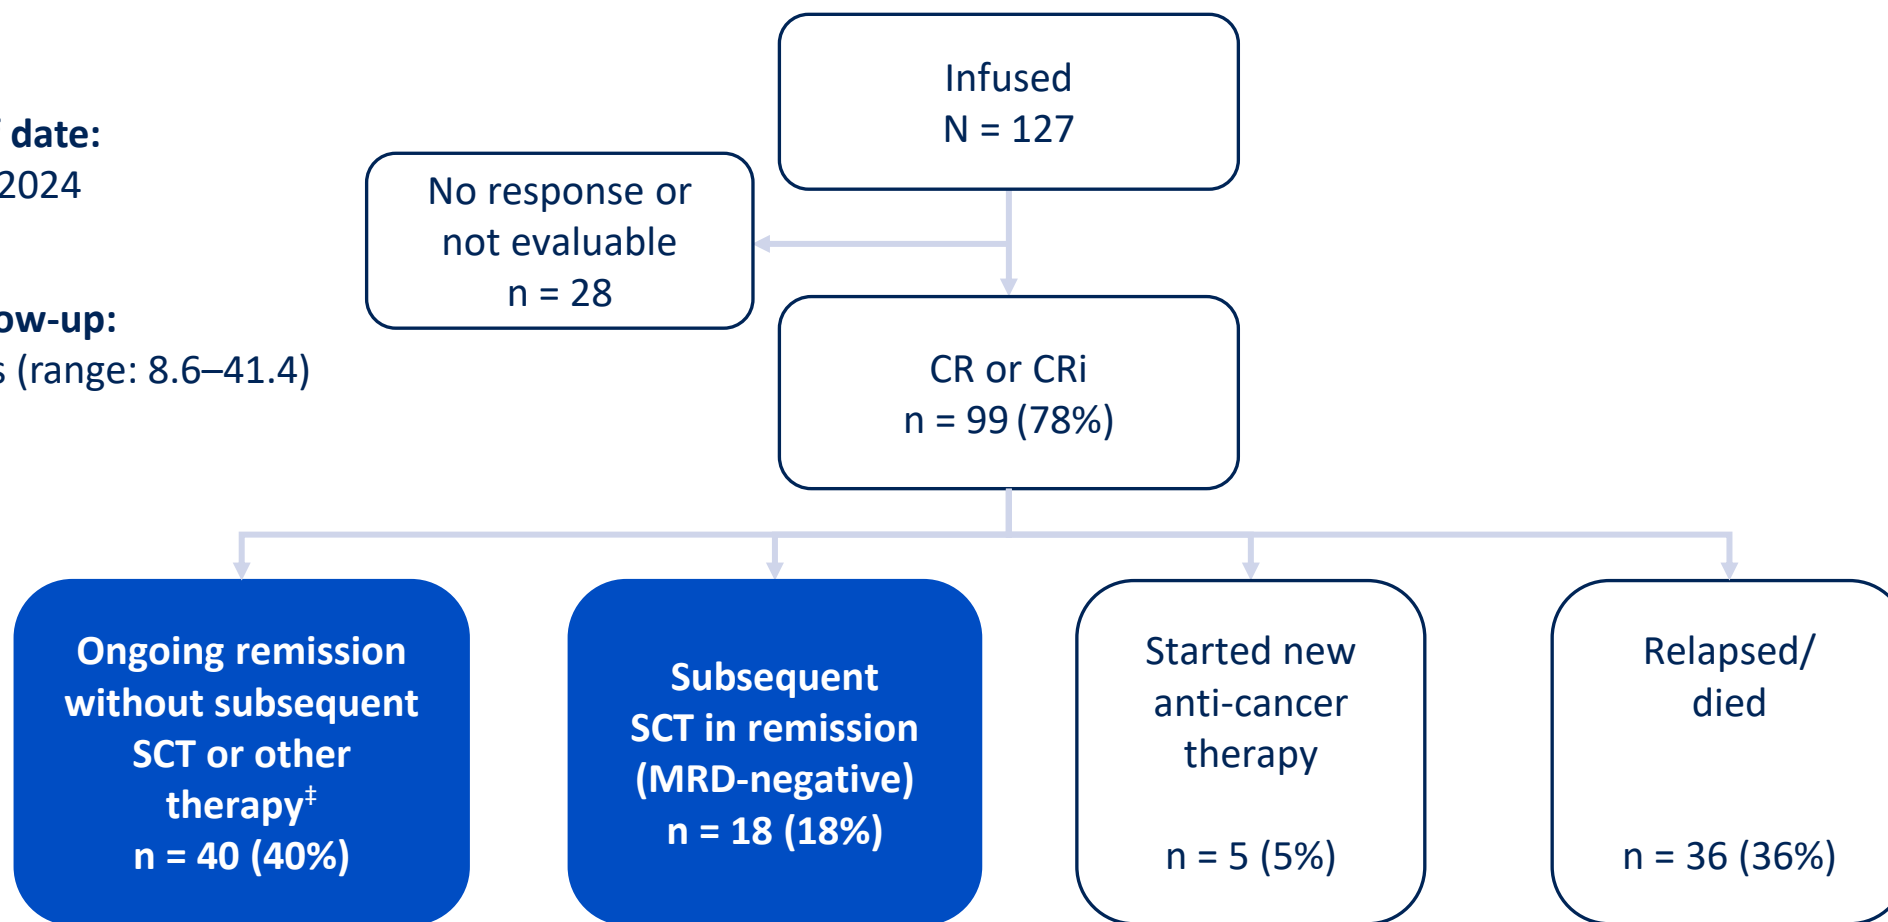 Infused
N = 127
date:
2024
No response or
not evaluable
n = 28
(range: 8.6–41.4)
CR or CRi
n = 99 (78%)
Ongoing remission
without subsequent
SCT or other
therapy‡
n = 40 (40%)
Subsequent
SCT in remission
(MRD-negative)
n = 18 (18%)
Started new
anti-cancer
therapy
n = 5 (5%)
Relapsed/
died
n = 36 (36%)